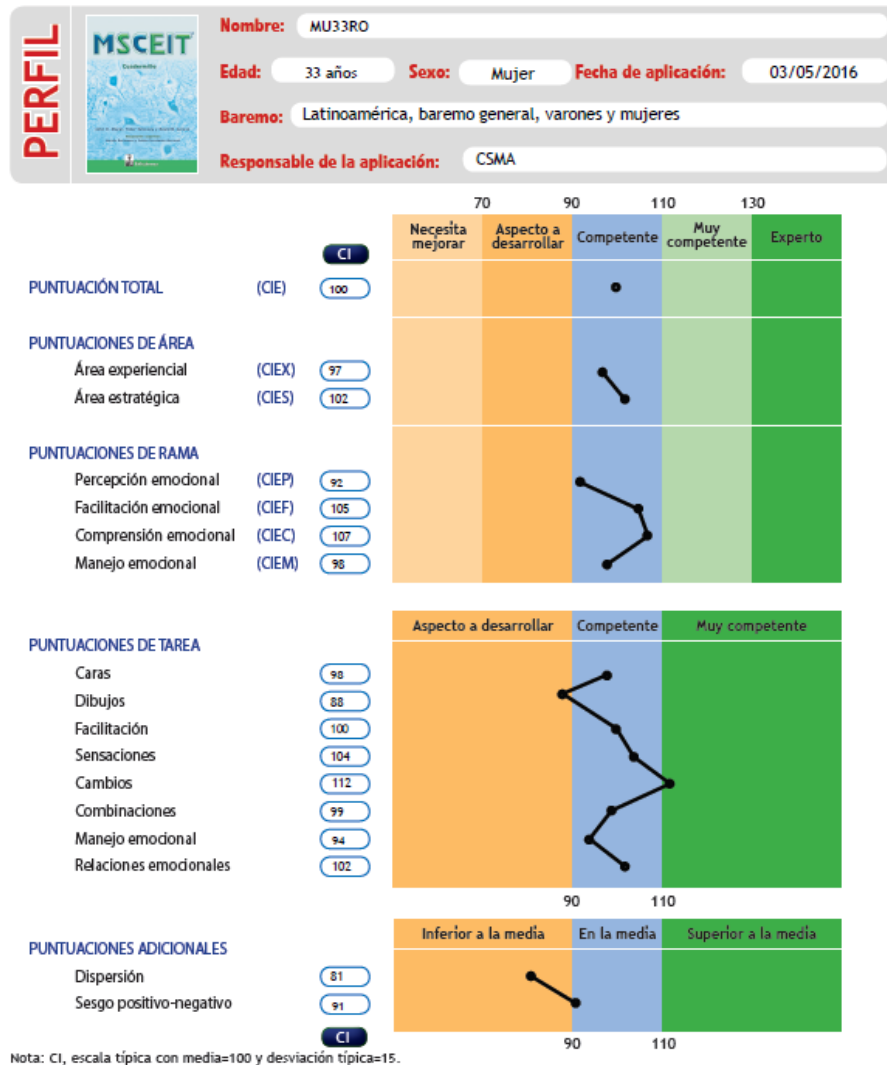 PERFIL
MSCEIT
Cuadernillo
Nombre: MU33RO
Edad: 33 años Sexo: Mujer Fecha de aplicación: 03/05/2016
Baremo: Latinoamérica, baremo general, varones y mujeres
Responsable de la aplicación: CSMA
70 90 110 130
Necesita mejorar Aspecto a desarrollar Competente Muy competente Experto
CI
PUNTUACIÓN TOTAL (CIE) 100
PUNTUACIONES DE ÁREA
Área experiencial (CIEX) 97
Área estratégica (CIES) 102
PUNTUACIONES DE RAMA
Percepción emocional (CIEP) 92
Facilitación emocional (CIEF) 105
Comprensión emocional (CIEC) 107
Manejo emocional (CIEM) 98
Aspecto a desarrollar Competente Muy competente
PUNTUACIONES DE TAREA
Caras 98
Dibujos 88
Facilitación 100
Sensaciones 104
Cambios 112
Combinaciones 99
Manejo emocional 94
Relaciones emocionales 102
90 110
Inferior a la media En la media Superior a la media
PUNTUACIONES ADICIONALES
Dispersión 81
Sesgo positivo-negativo 91
CI
90 110
Nota: CI, escala típica con media=100 y desviación típica=15.